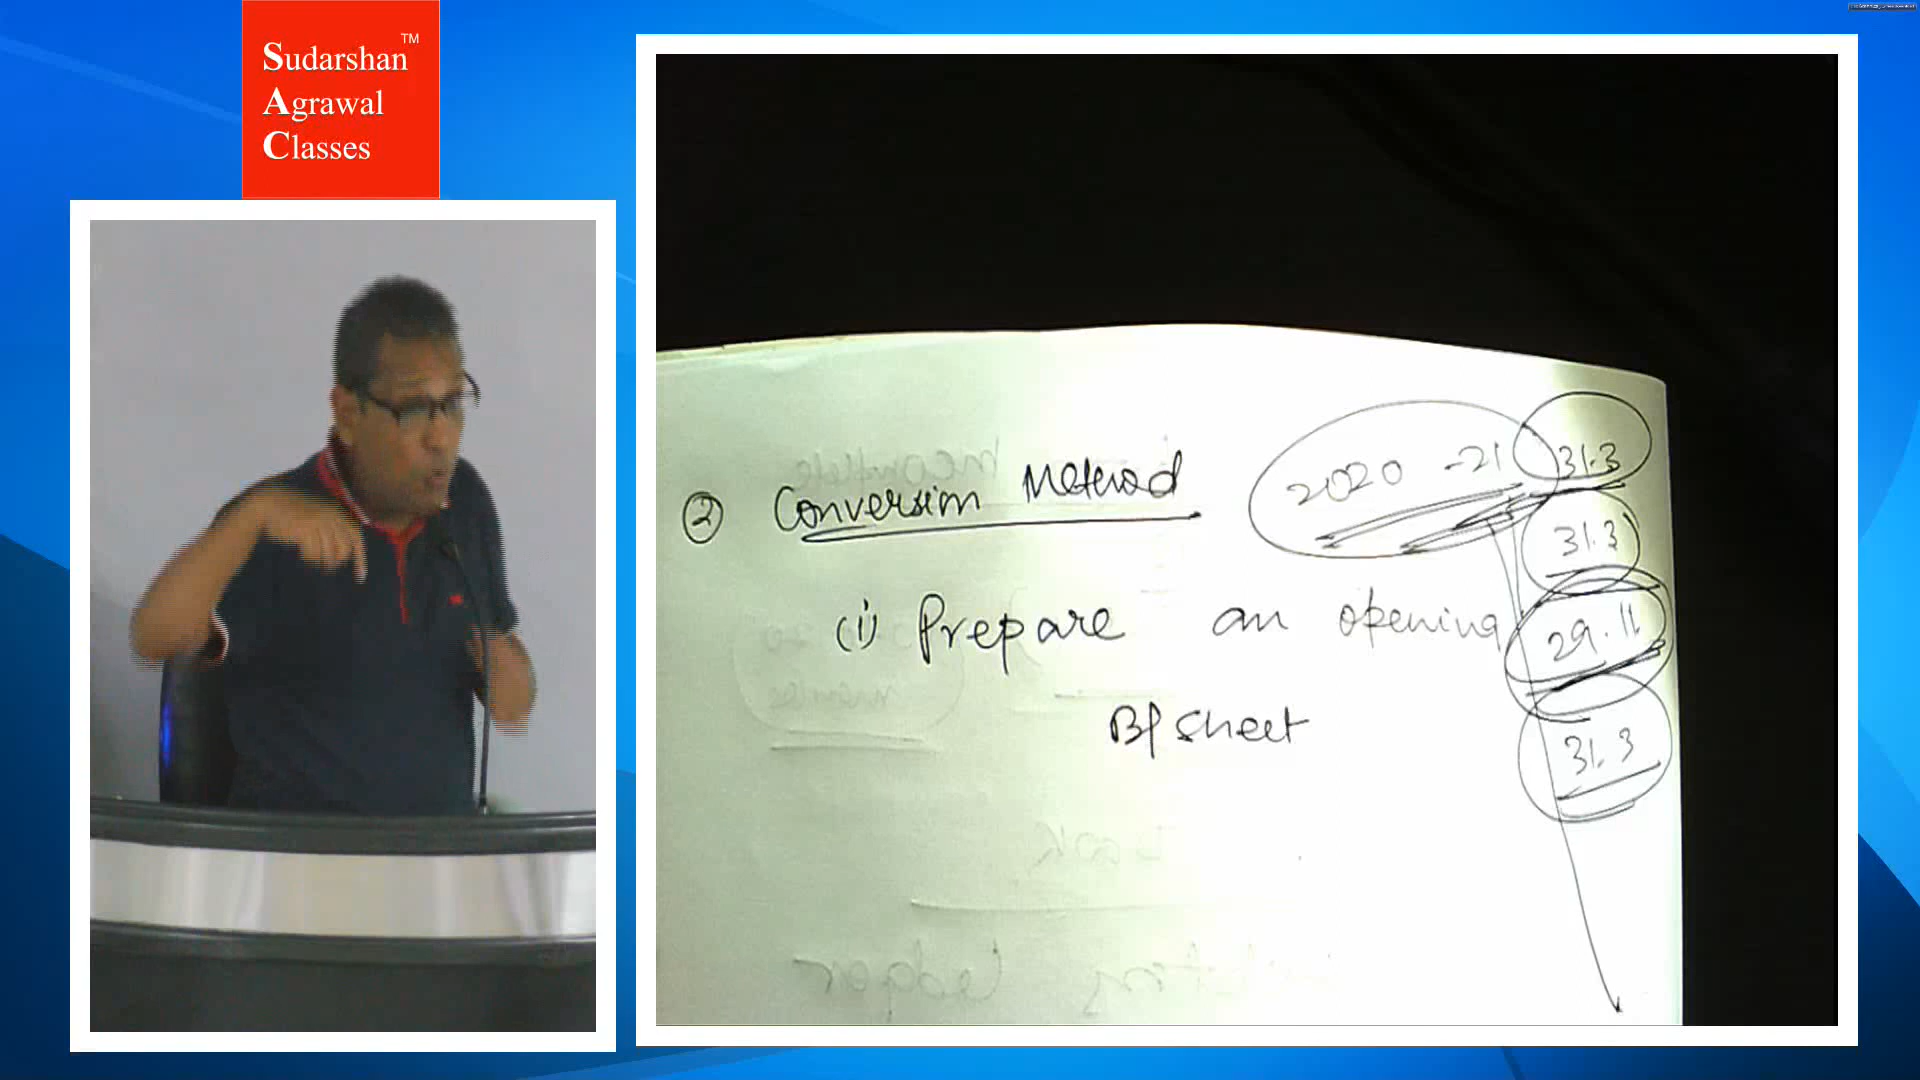 Sudarshan™
Agrawal
Classes
2020 -21 31.3
② Conversion Method
31.3
(i) Prepare an opening
29.11
B/sheet
31.3